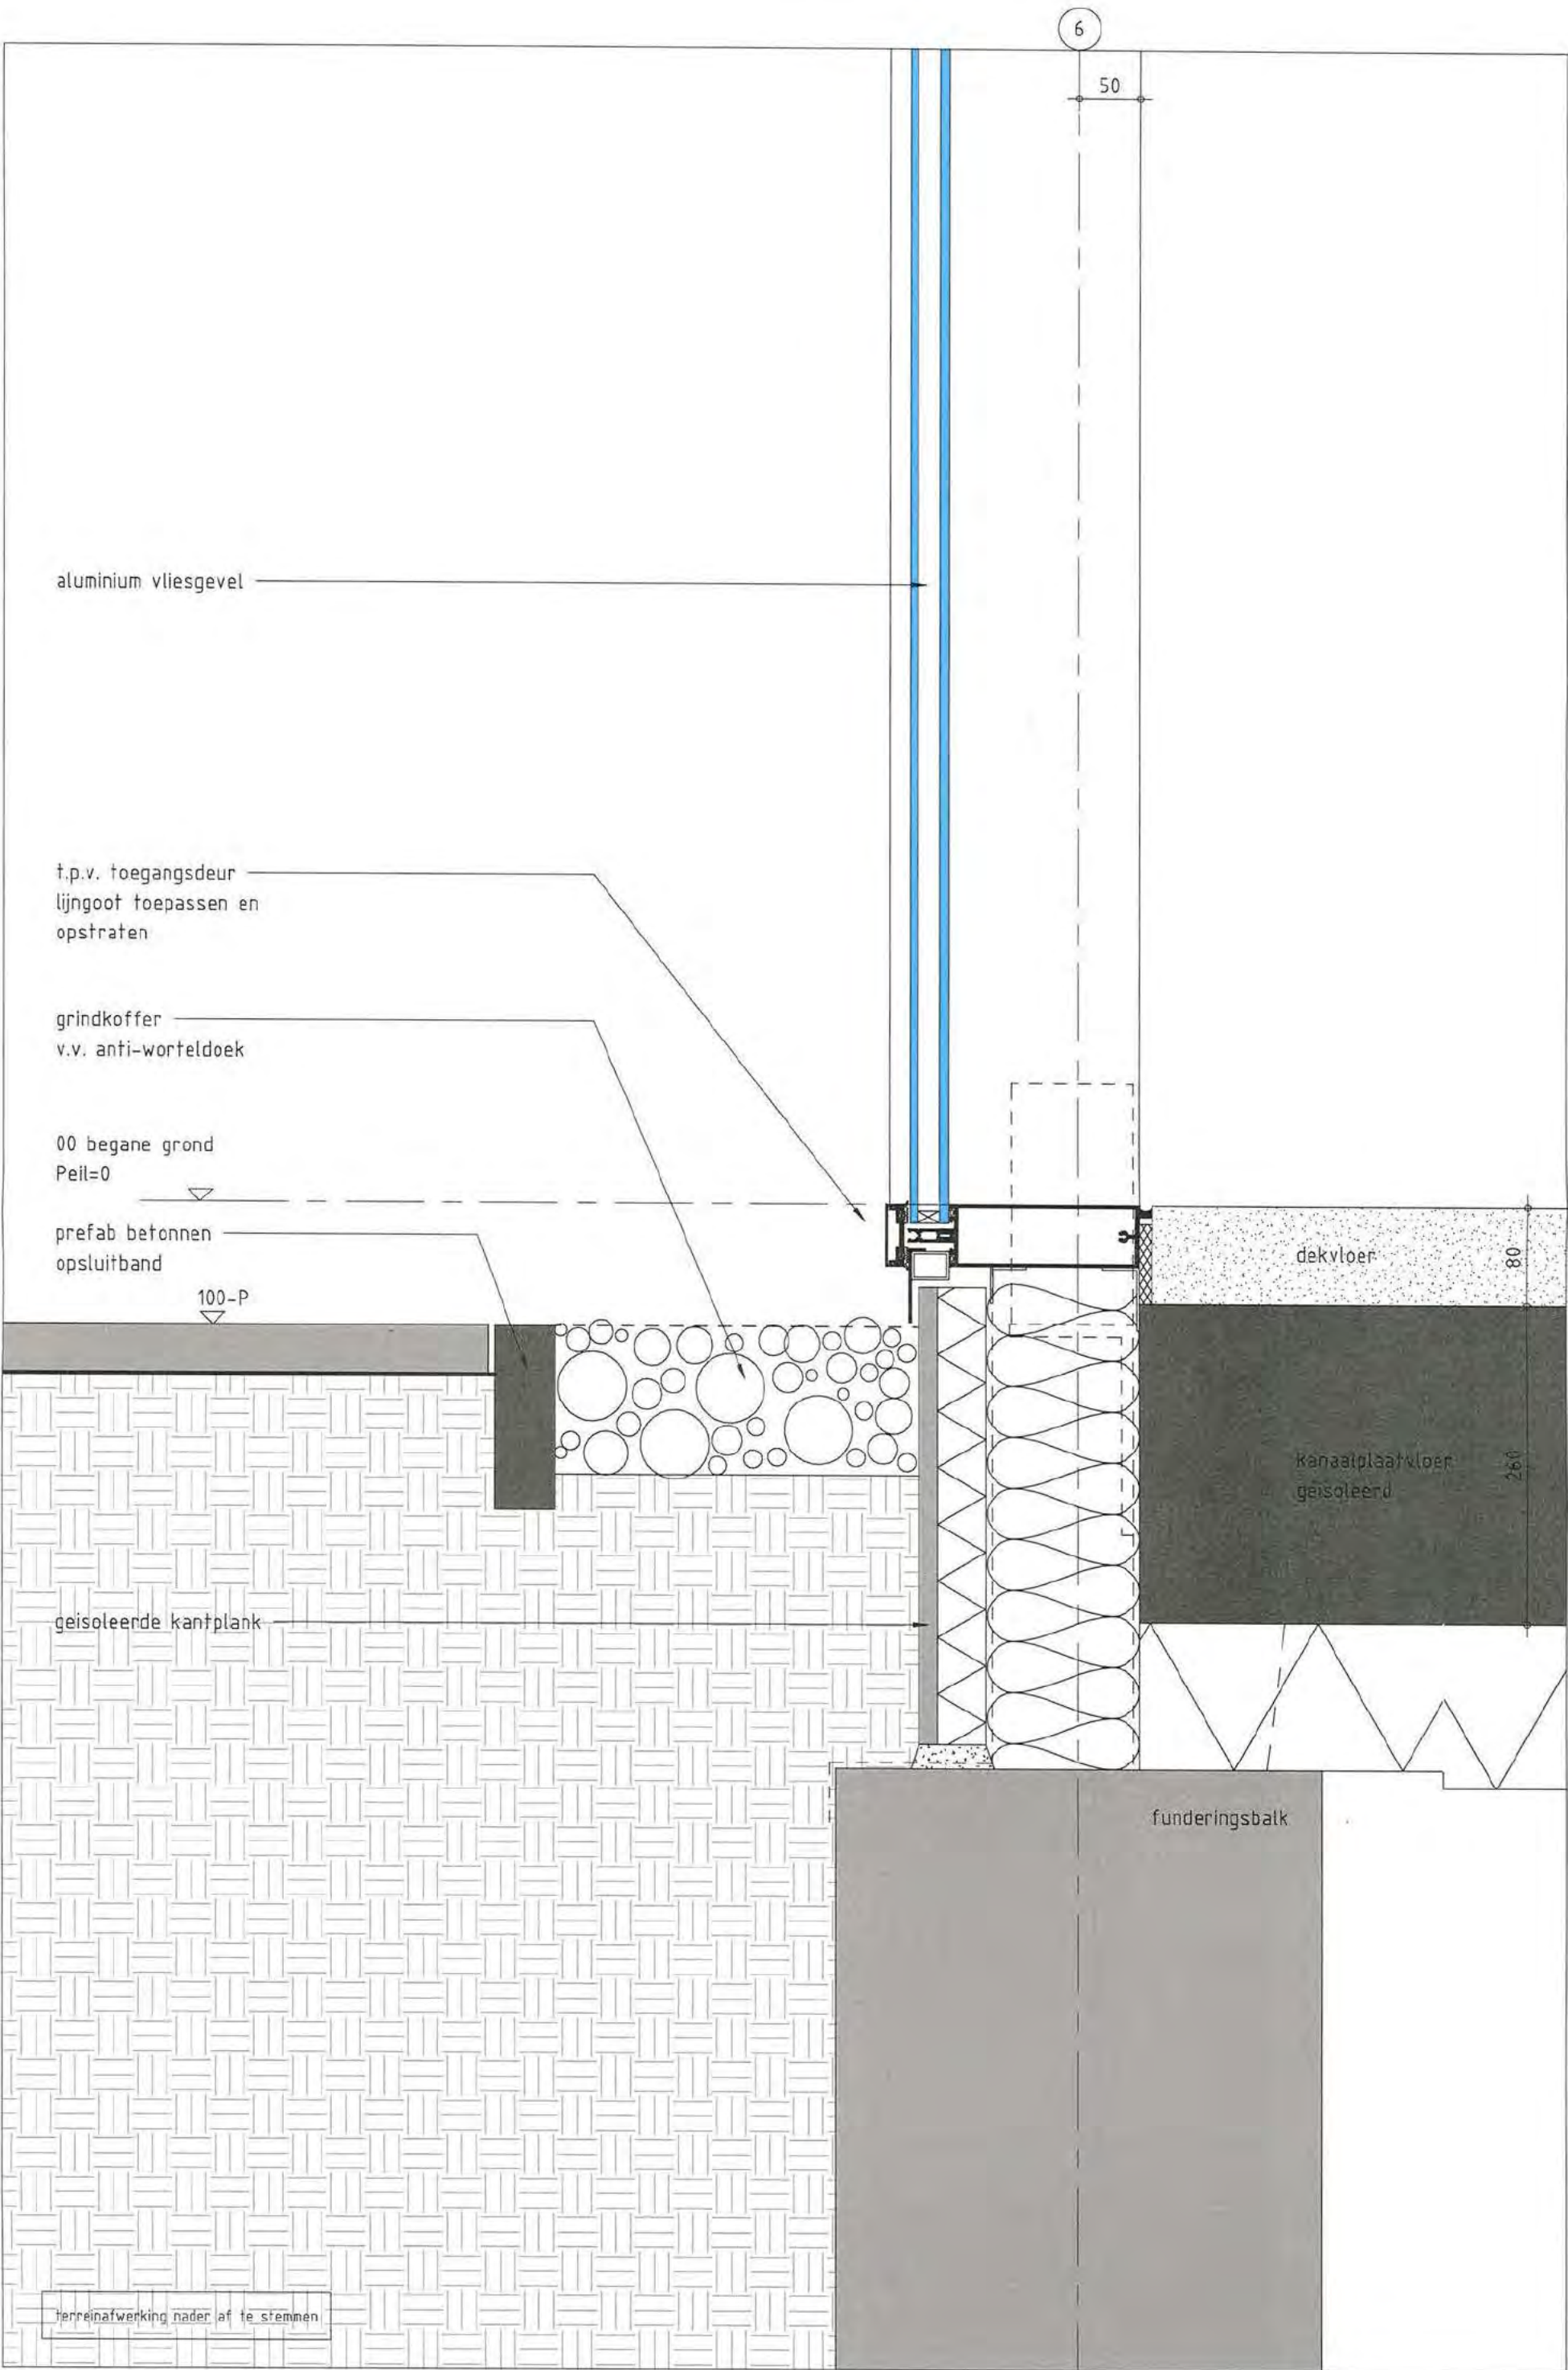 6
50
aluminium vliesgevel
t.p.v. toegangsdeur
lijngoot toepassen en
opstraten
grindkoffer
v.v. anti-worteldoek
00 begane grond
Peil=0
prefab betonnen
opsluitband
100-P
dekvloer
80
kanaalplaatvloer
geisoleerd
260
geisoleerde kantplank
funderingsbalk
terreinafwerking nader af te stemmen